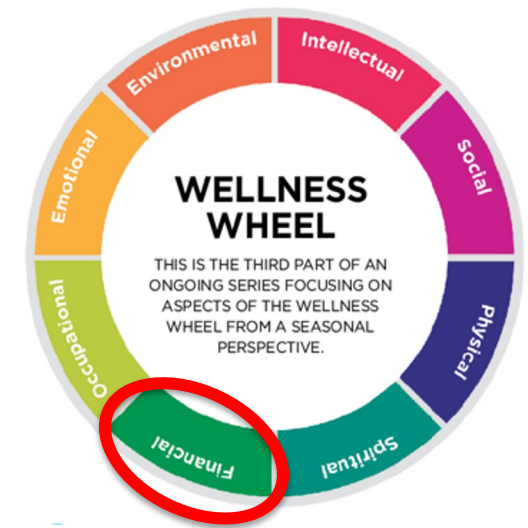 WELLNESS
WHEEL
THIS IS THE THIRD PART OF AN
ONGOING SERIES FOCUSING ON
ASPECTS OF THE WELLNESS
WHEEL FROM A SEASONAL
PERSPECTIVE.
Intellectual
Social
Physical
Spiritual
Financial
Occupational
Emotional
Environmental